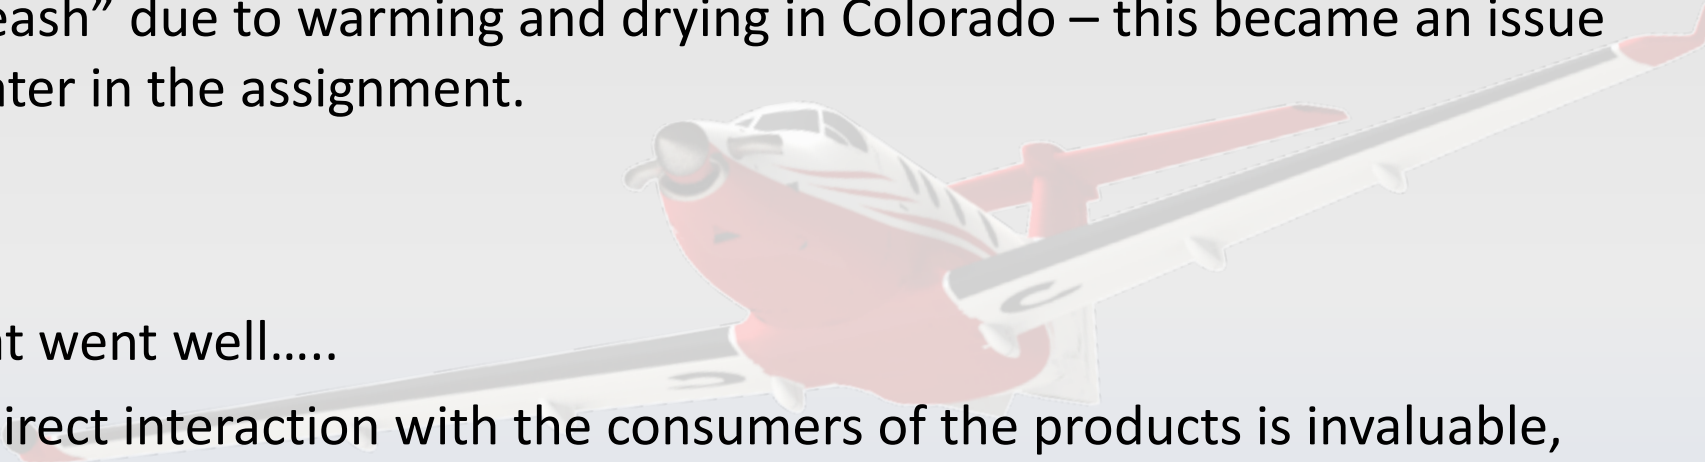 eash” due to warming and drying in Colorado – this became an issue
ter in the assignment.
t went well…..
irect interaction with the consumers of the products is invaluable,